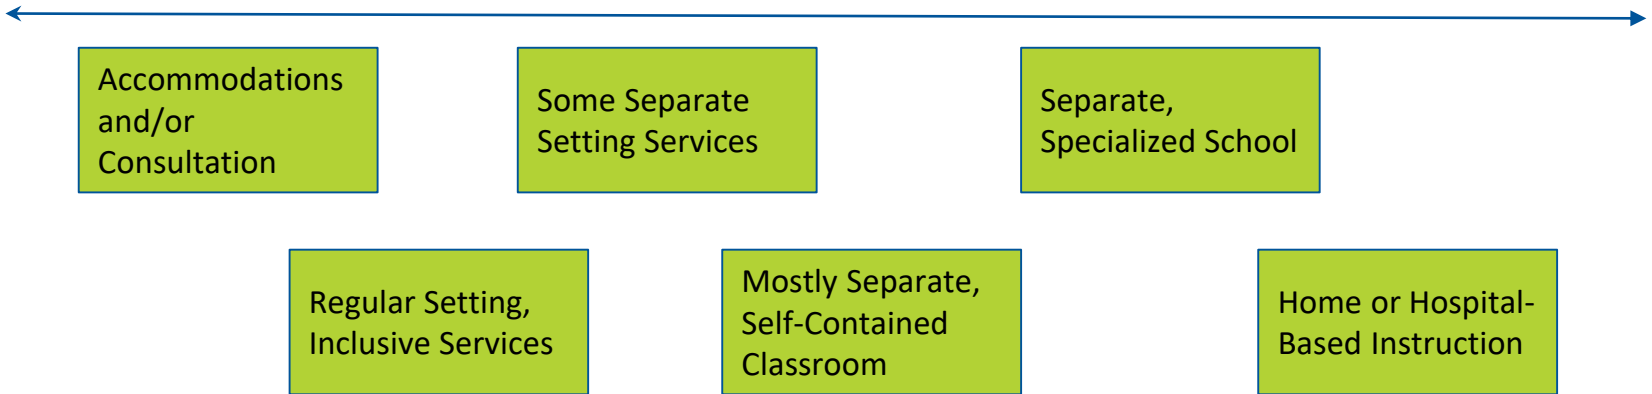 Accommodations
and/or
Consultation
Some Separate
Setting Services
Separate,
Specialized School
Regular Setting,
Inclusive Services
Mostly Separate,
Self-Contained
Classroom
Home or Hospital-
Based Instruction